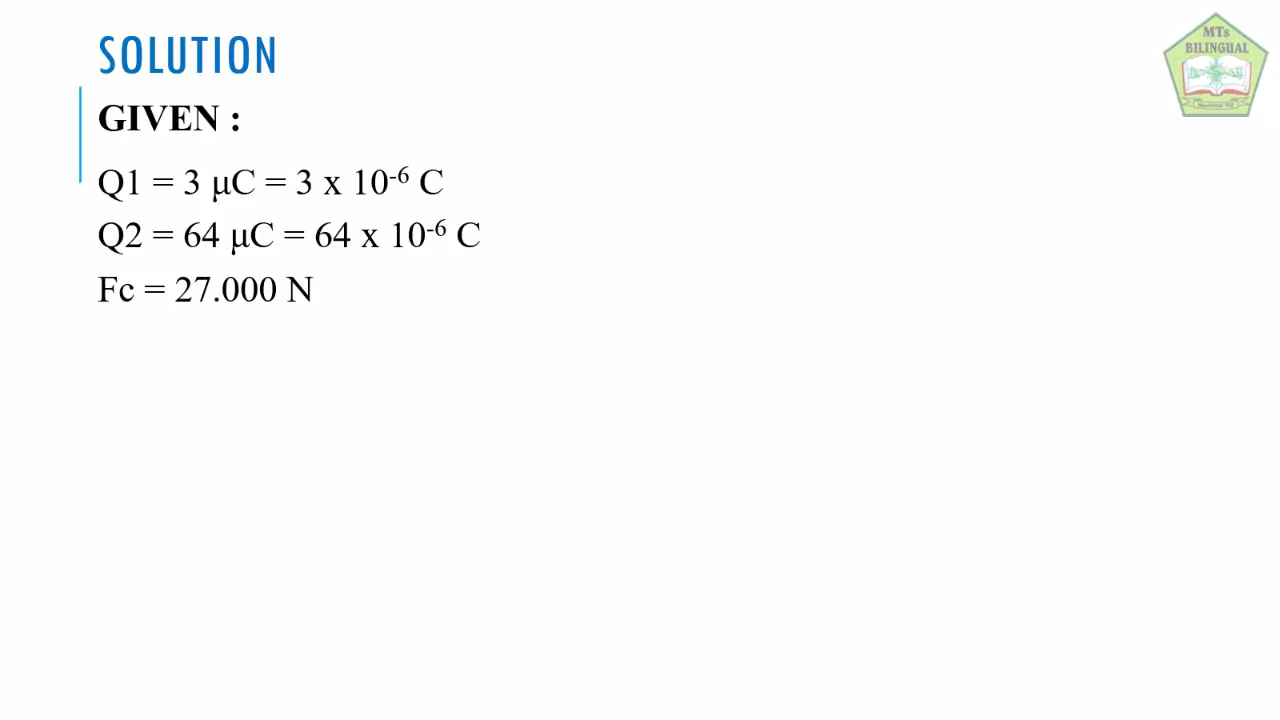 SOLUTION
MTs
BILINGUAL
GIVEN :
Q1 = 3 μC = 3 x 10⁻⁶ C
Q2 = 64 μC = 64 x 10⁻⁶ C
Fc = 27.000 N